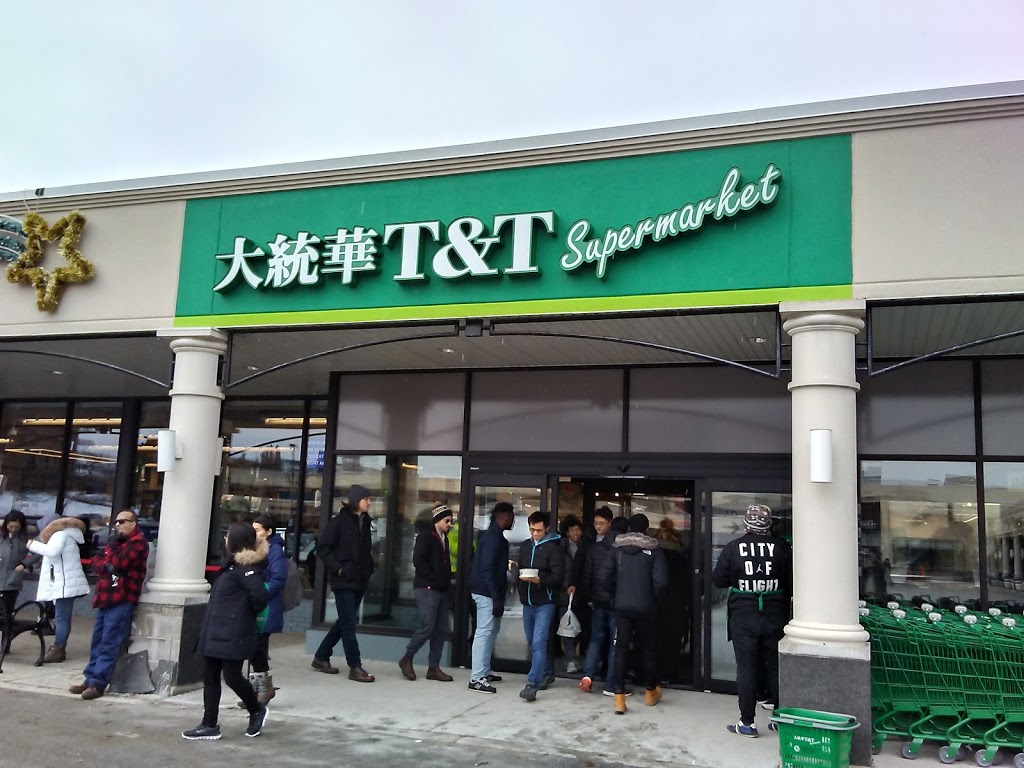 大統華 T&T Supermarket
CITY
OF
FLIGHT